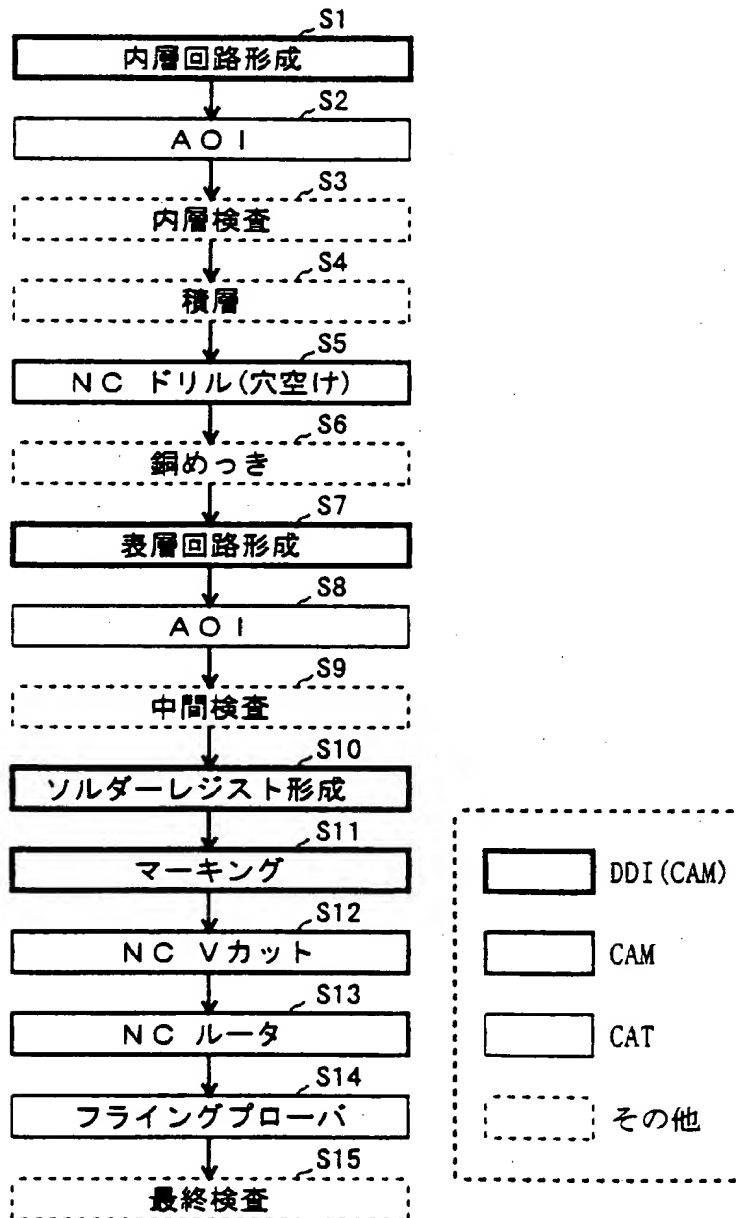 S1
内層回路形成
S2
AOI
S3
内層検査
S4
積層
S5
NC ドリル(穴空け)
S6
銅めっき
S7
表層回路形成
S8
AOI
S9
中間検査
S10
ソルダーレジスト形成
S11
マーキング
S12
NC Vカット
S13
NC ルータ
S14
フライングプローバ
S15
最終検査
DDI(CAM)
CAM
CAT
その他